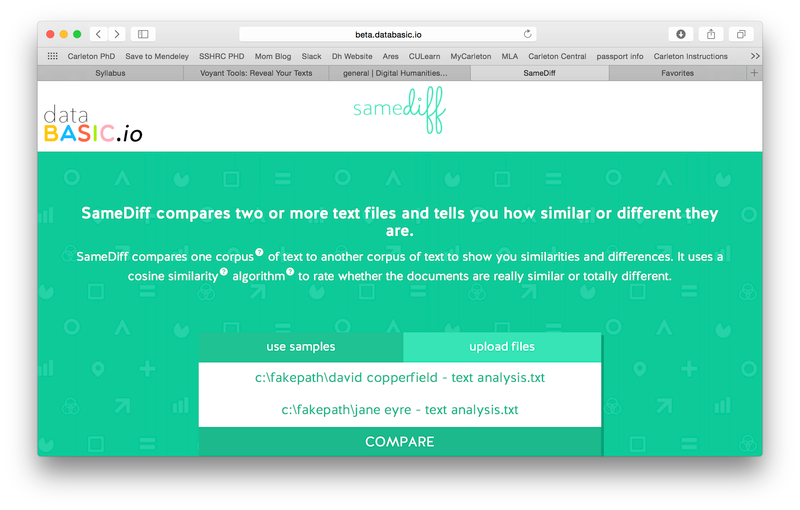 beta.databasic.io
Carleton PhD Save to Mendeley SSHRC PHD Mom Blog Slack Dh Website Ares CULearn MyCarleton MLA Carleton Central passport info Carleton Instructions >>
Syllabus Voyant Tools: Reveal Your Texts general | Digital Humanities... SameDiff Favorites +
data
BASIC.io
samediff
SameDiff compares two or more text files and tells you how similar or different they
are.
SameDiff compares one corpus? of text to another corpus of text to show you similarities and differences. It uses a
cosine similarity? algorithm? to rate whether the documents are really similar or totally different.
use samples upload files
c:\fakepath\david copperfield - text analysis.txt
c:\fakepath\jane eyre - text analysis.txt
COMPARE